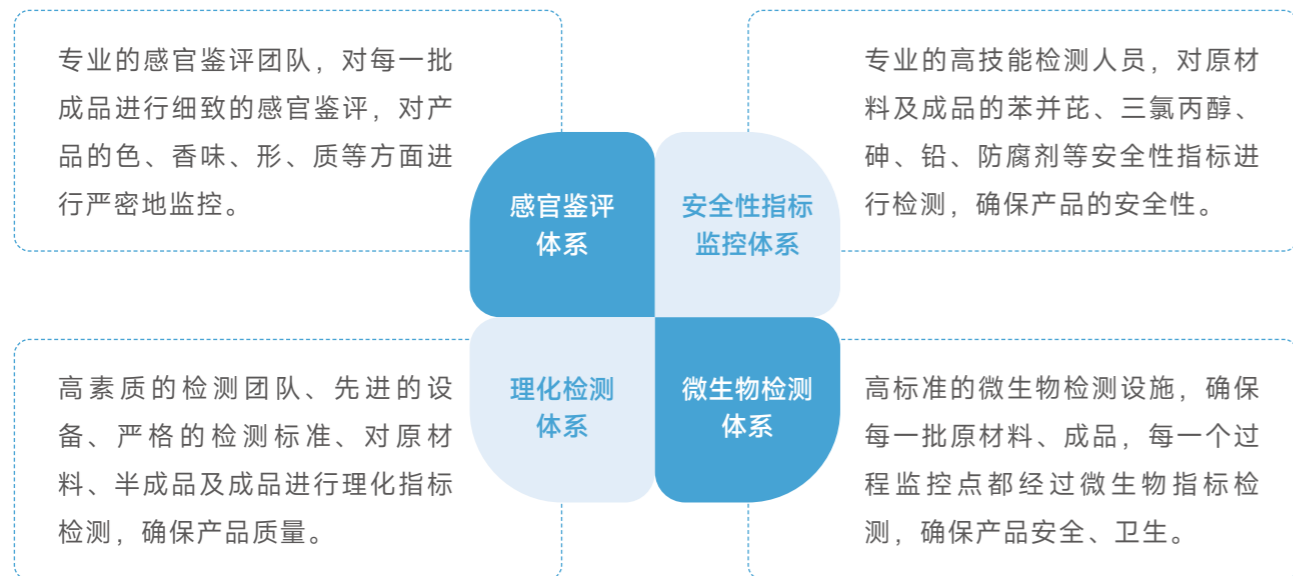 专业的感官鉴评团队，对每一批
成品进行细致的感官鉴评，对产
品的色、香味、形、质等方面进
行严密地监控。
感官鉴评
体系
安全性指标
监控体系
专业的高技能检测人员，对原材
料及成品的苯并芘、三氯丙醇、
砷、铅、防腐剂等安全性指标进
行检测，确保产品的安全性。
高素质的检测团队、先进的设
备、严格的检测标准、对原材
料、半成品及成品进行理化指标
检测，确保产品质量。
理化检测
体系
微生物检测
体系
高标准的微生物检测设施，确保
每一批原材料、成品，每一个过
程监控点都经过微生物指标检
测，确保产品安全、卫生。